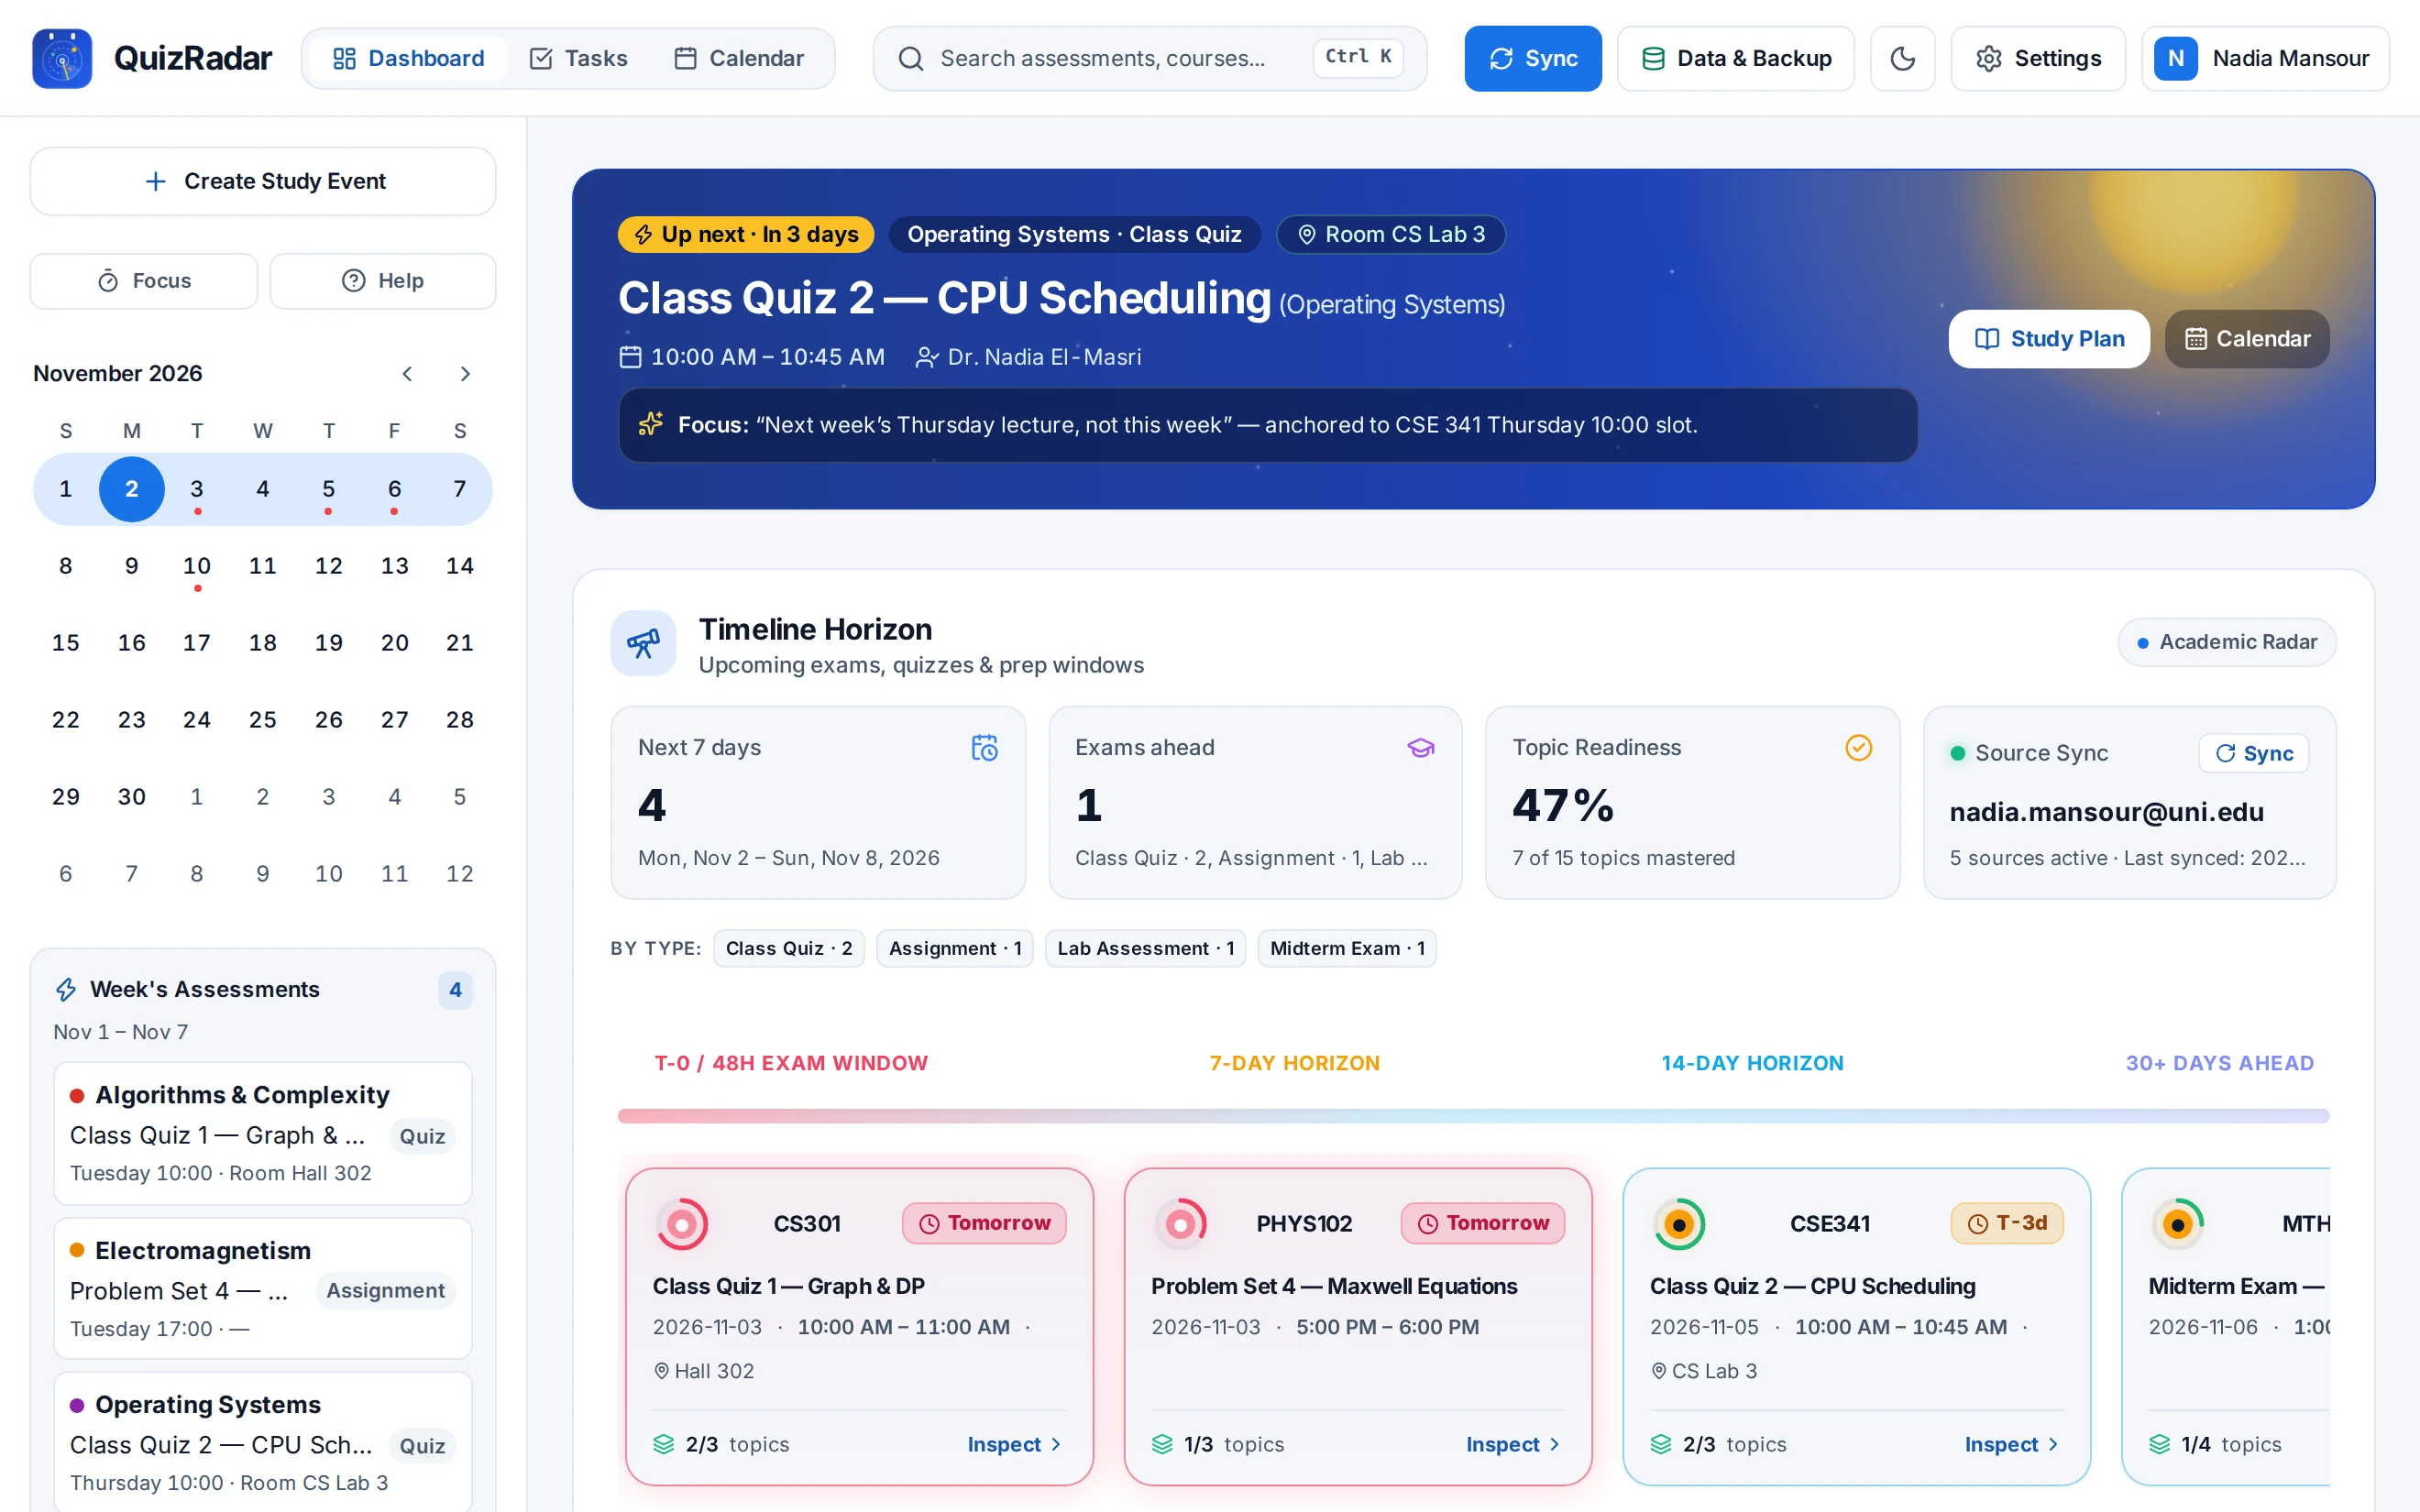 QuizRadar
Dashboard
Tasks
Calendar
Search assessments, courses...
Ctrl K
Sync
Data & Backup
Settings
N
Nadia Mansour
Create Study Event
Focus
Help
November 2026
S M T W T F S
1 2 3 4 5 6 7
8 9 10 11 12 13 14
15 16 17 18 19 20 21
22 23 24 25 26 27 28
29 30 1 2 3 4 5
6 7 8 9 10 11 12
Week's Assessments
4
Nov 1 – Nov 7
Algorithms & Complexity
Class Quiz 1 — Graph & ...
Quiz
Tuesday 10:00 · Room Hall 302
Electromagnetism
Problem Set 4 — ...
Assignment
Tuesday 17:00 · —
Operating Systems
Class Quiz 2 — CPU Sch...
Quiz
Thursday 10:00 · Room CS Lab 3
Up next · In 3 days
Operating Systems · Class Quiz
Room CS Lab 3
Class Quiz 2 — CPU Scheduling (Operating Systems)
10:00 AM – 10:45 AM
Dr. Nadia El-Masri
Focus: “Next week’s Thursday lecture, not this week” — anchored to CSE 341 Thursday 10:00 slot.
Study Plan
Calendar
Timeline Horizon
Upcoming exams, quizzes & prep windows
Academic Radar
Next 7 days
4
Mon, Nov 2 – Sun, Nov 8, 2026
Exams ahead
1
Class Quiz · 2, Assignment · 1, Lab ...
Topic Readiness
47%
7 of 15 topics mastered
Source Sync
Sync
nadia.mansour@uni.edu
5 sources active · Last synced: 202...
BY TYPE:
Class Quiz · 2
Assignment · 1
Lab Assessment · 1
Midterm Exam · 1
T-0 / 48H EXAM WINDOW
7-DAY HORIZON
14-DAY HORIZON
30+ DAYS AHEAD
CS301
Tomorrow
Class Quiz 1 — Graph & DP
2026-11-03 · 10:00 AM – 11:00 AM ·
Hall 302
2/3 topics
Inspect
PHYS102
Tomorrow
Problem Set 4 — Maxwell Equations
2026-11-03 · 5:00 PM – 6:00 PM
1/3 topics
Inspect
CSE341
T-3d
Class Quiz 2 — CPU Scheduling
2026-11-05 · 10:00 AM – 10:45 AM ·
CS Lab 3
2/3 topics
Inspect
MTH
Midterm Exam —
2026-11-06 · 1:00
1/4 topics